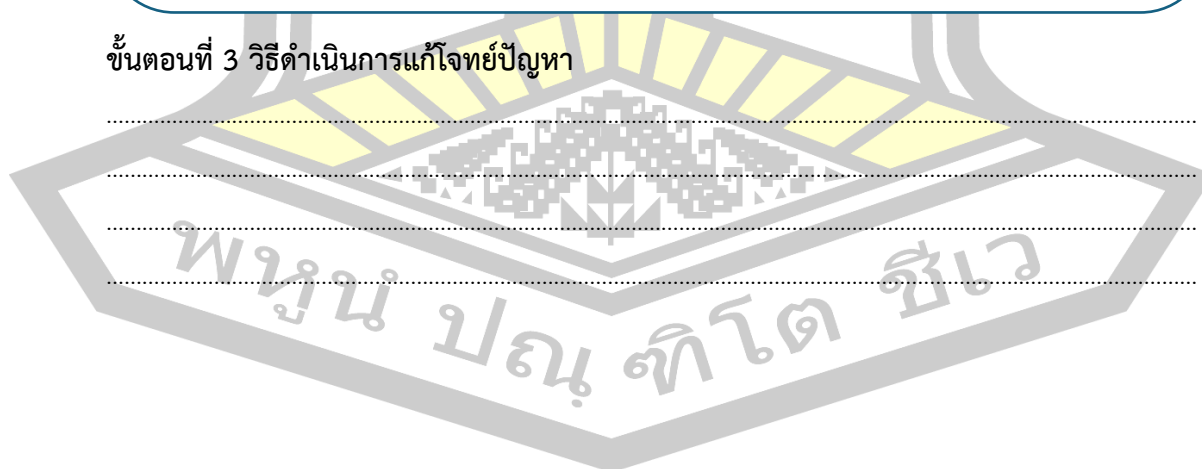 ขั้นตอนที่ 3 วิธีดำเนินการแก้โจทย์ปัญหา
พหูนํ ปณฺฑิโต ชีเว